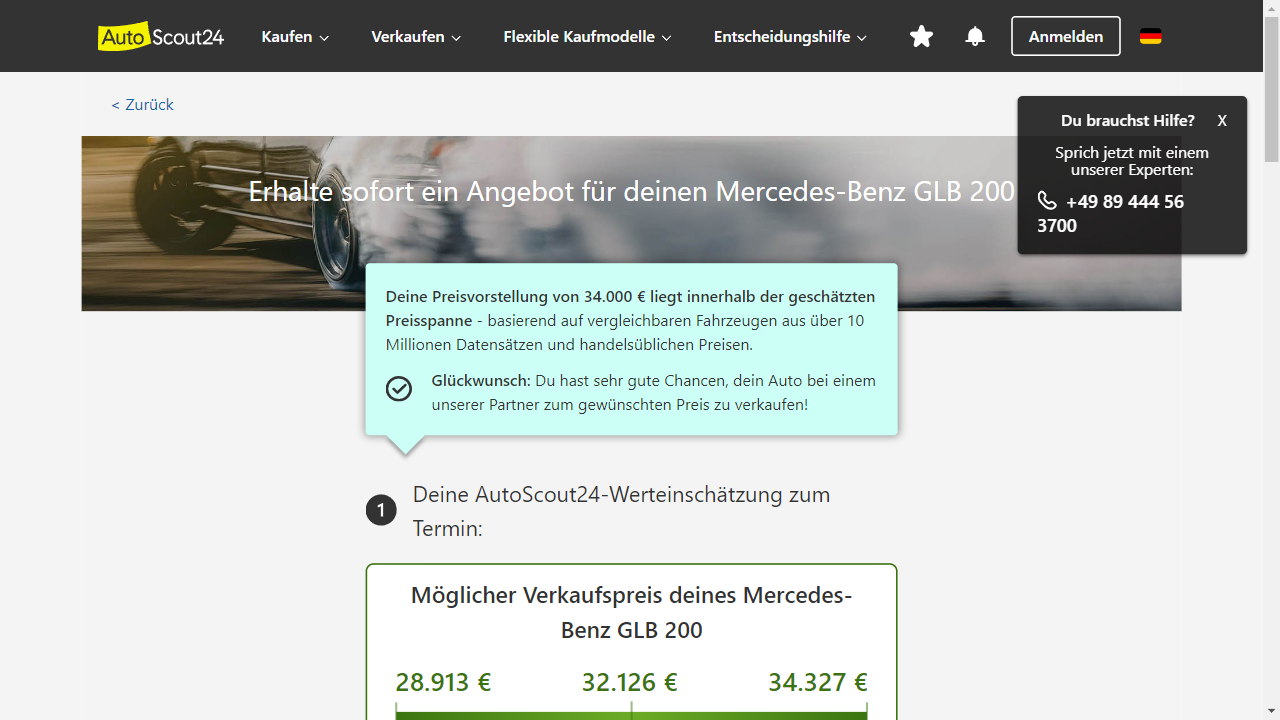 AutoScout24
Kaufen
Verkaufen
Flexible Kaufmodelle
Entscheidungshilfe
Anmelden
< Zurück
Du brauchst Hilfe?
X
Sprich jetzt mit einem
unserer Experten:
+49 89 444 56
3700
Erhalte sofort ein Angebot für deinen Mercedes-Benz GLB 200
Deine Preisvorstellung von 34.000 € liegt innerhalb der geschätzten
Preisspanne - basierend auf vergleichbaren Fahrzeugen aus über 10
Millionen Datensätzen und handelsüblichen Preisen.
Glückwunsch: Du hast sehr gute Chancen, dein Auto bei einem
unserer Partner zum gewünschten Preis zu verkaufen!
1
Deine AutoScout24-Werteinschätzung zum
Termin:
Möglicher Verkaufspreis deines Mercedes-
Benz GLB 200
28.913 €
32.126 €
34.327 €